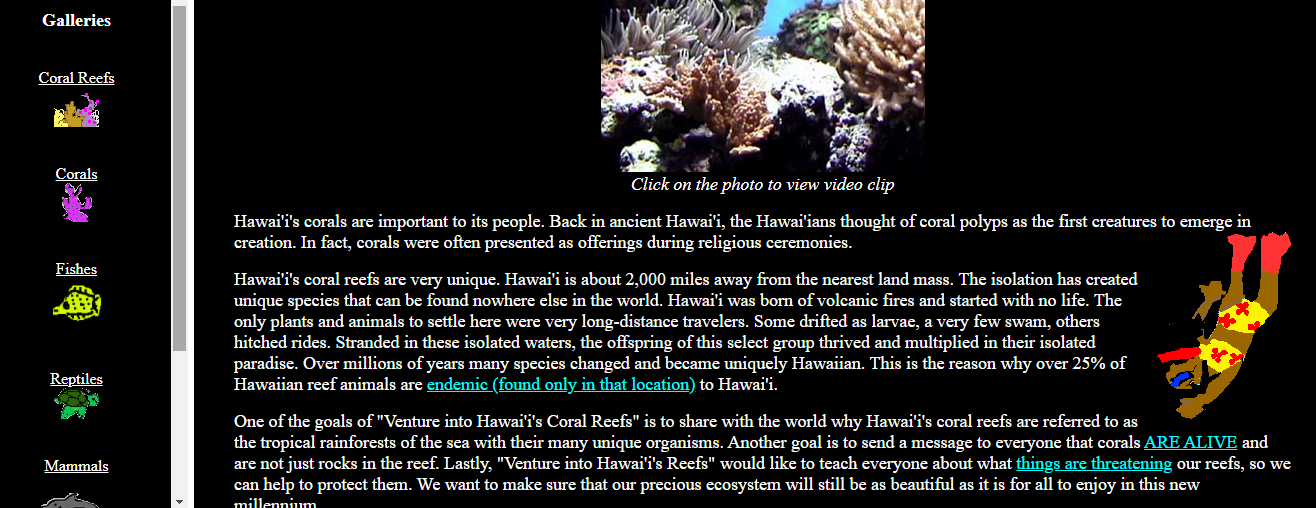 Galleries
Coral Reefs
Corals
Fishes
Reptiles
Mammals
Click on the photo to view video clip
Hawai'i's corals are important to its people. Back in ancient Hawai'i, the Hawai'ians thought of coral polyps as the first creatures to emerge in
creation. In fact, corals were often presented as offerings during religious ceremonies.
Hawai'i's coral reefs are very unique. Hawai'i is about 2,000 miles away from the nearest land mass. The isolation has created
unique species that can be found nowhere else in the world. Hawai'i was born of volcanic fires and started with no life. The
only plants and animals to settle here were very long-distance travelers. Some drifted as larvae, a very few swam, others
hitched rides. Stranded in these isolated waters, the offspring of this select group thrived and multiplied in their isolated
paradise. Over millions of years many species changed and became uniquely Hawaiian. This is the reason why over 25% of
Hawaiian reef animals are endemic (found only in that location) to Hawai'i.
One of the goals of "Venture into Hawai'i's Coral Reefs" is to share with the world why Hawai'i's coral reefs are referred to as
the tropical rainforests of the sea with their many unique organisms. Another goal is to send a message to everyone that corals ARE ALIVE and
are not just rocks in the reef. Lastly, "Venture into Hawai'i's Reefs" would like to teach everyone about what things are threatening our reefs, so we
can help to protect them. We want to make sure that our precious ecosystem will still be as beautiful as it is for all to enjoy in this new
millennium.